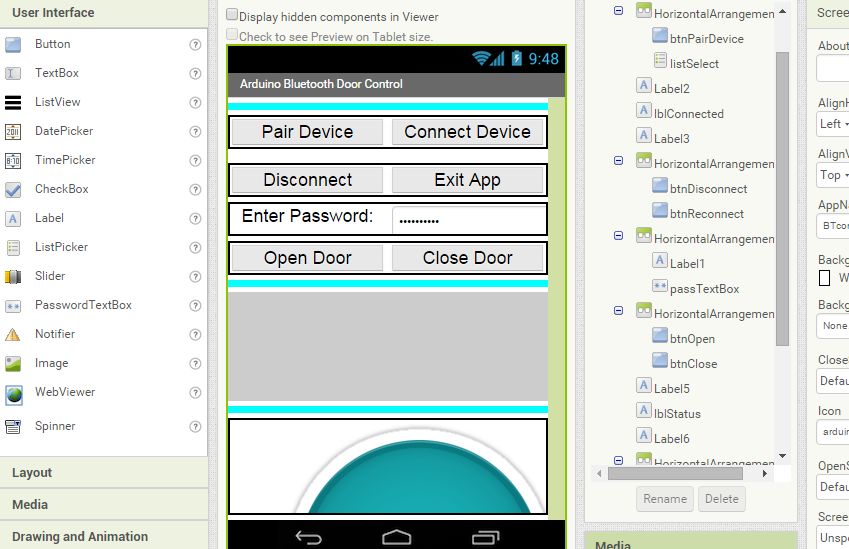 User Interface
Button
TextBox
ListView
DatePicker
TimePicker
CheckBox
Label
ListPicker
Slider
PasswordTextBox
Notifier
Image
WebViewer
Spinner
Layout
Media
Drawing and Animation
Display hidden components in Viewer
Check to see Preview on Tablet size.
9:48
Arduino Bluetooth Door Control
Pair Device
Connect Device
Disconnect
Exit App
Enter Password:
••••••••••
Open Door
Close Door
HorizontalArrangemen
btnPairDevice
listSelect
Label2
lblConnected
Label3
HorizontalArrangemen
btnDisconnect
btnReconnect
HorizontalArrangemen
Label1
passTextBox
HorizontalArrangemen
btnOpen
btnClose
Label5
lblStatus
Label6
HorizontalArrangemen
Rename
Delete
Media
Scree
About
AlignH
Left
AlignV
Top
AppNa
BTcon
Backg
W
Backg
None
Close
Defau
Icon
arduin
OpenS
Defau
Screen
Unspe